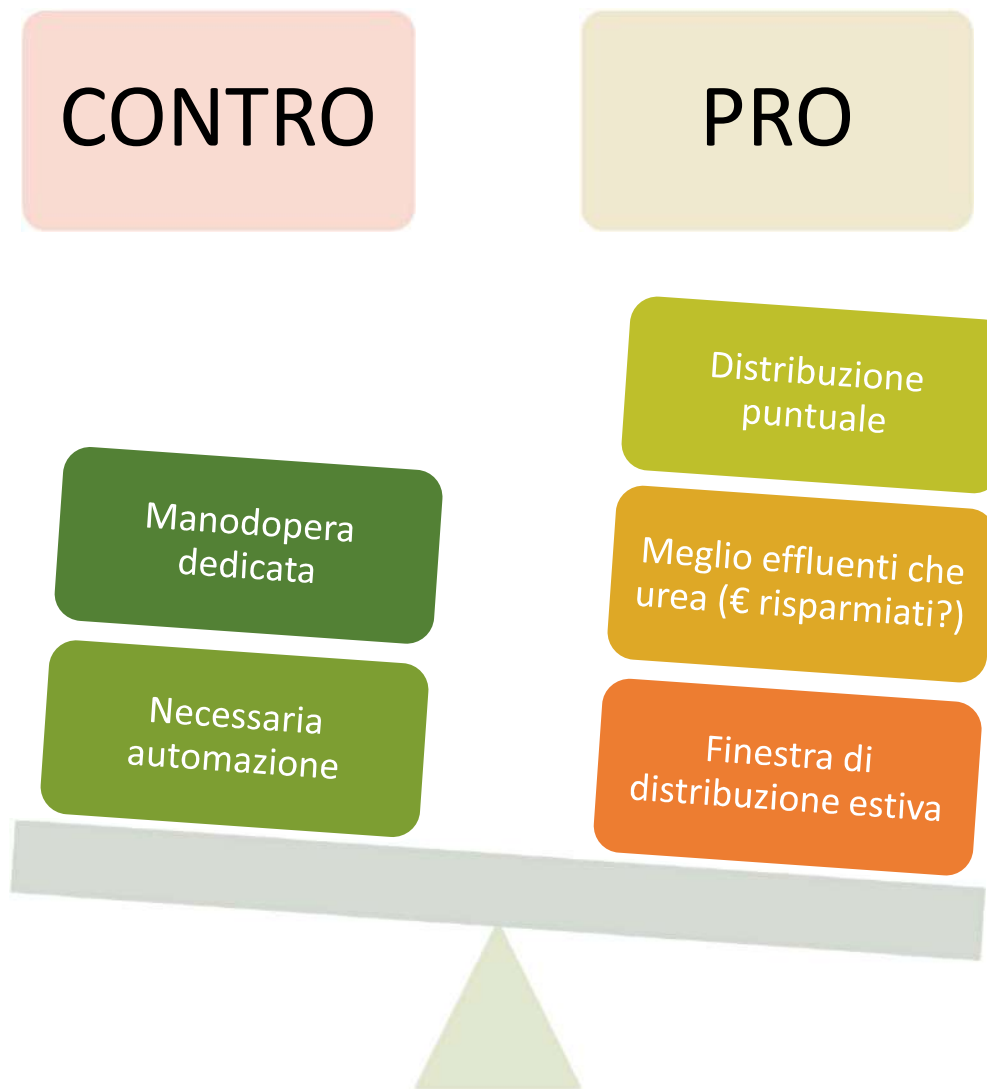 CONTRO
PRO
Manodopera
dedicata
Necessaria
automazione
Distribuzione
puntuale
Meglio effluenti che
urea (€ risparmiati?)
Finestra di
distribuzione estiva